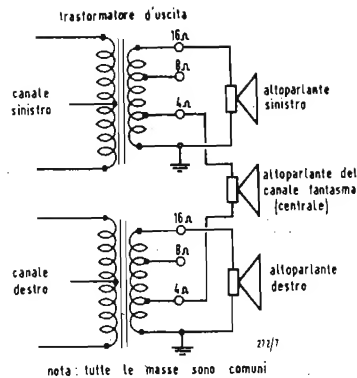 trasformatore d'uscita
16Ω
8Ω
4Ω
canale
sinistro
altoparlante
sinistro
altoparlante del
canale fantasma
(centrale)
16Ω
8Ω
4Ω
canale
destro
altoparlante
destro
272/7
nota: tutte le masse sono comuni